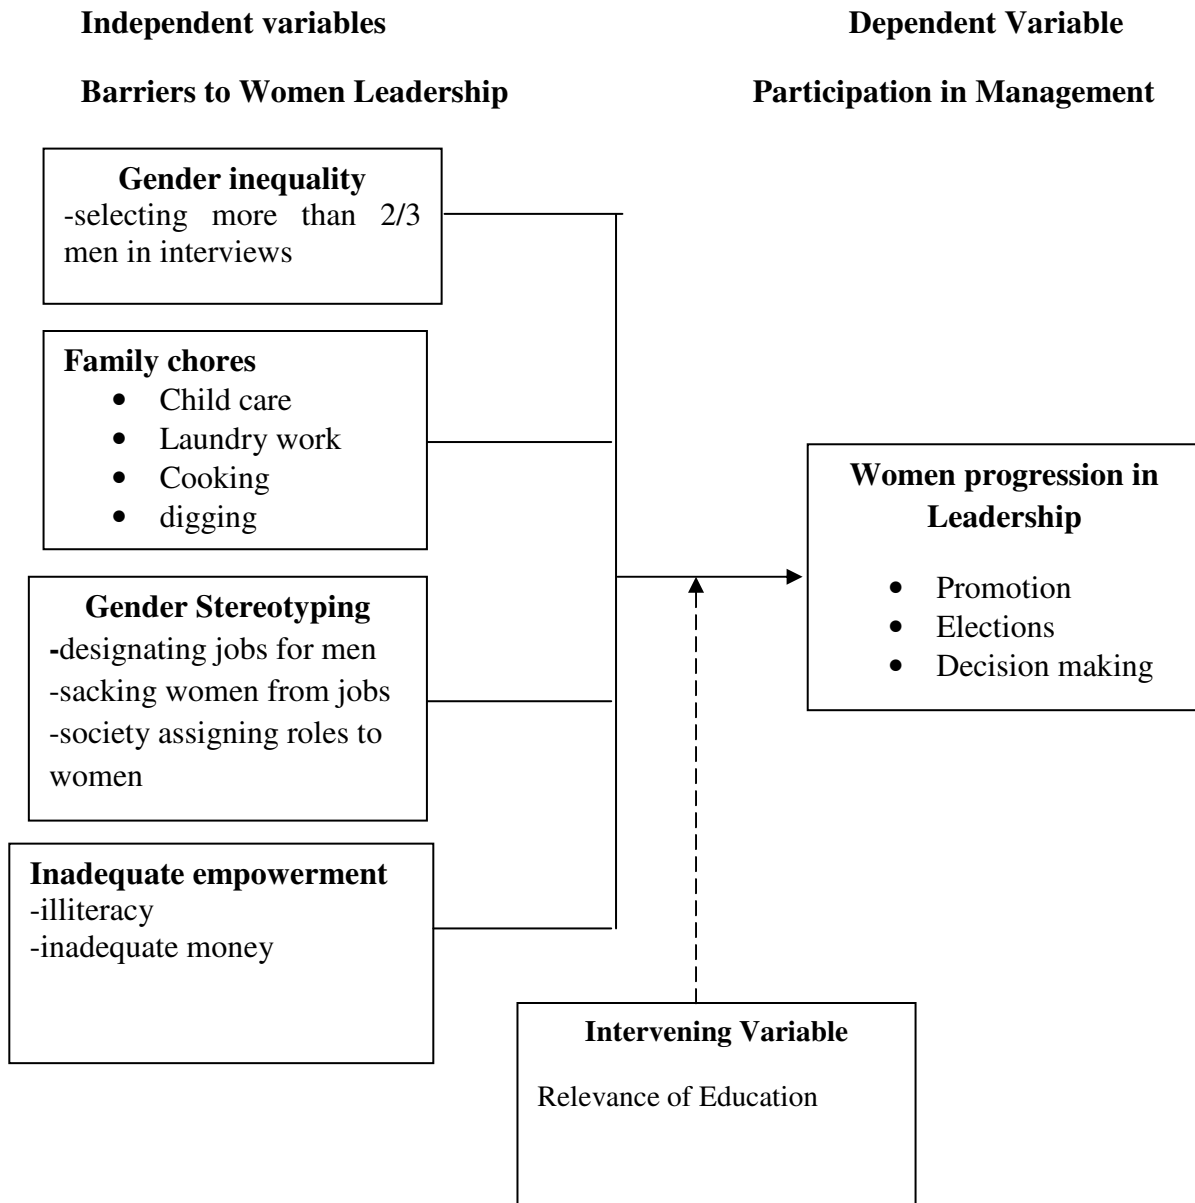 Independent variables
Dependent Variable
Barriers to Women Leadership
Participation in Management
Gender inequality
-selecting more than 2/3
men in interviews
Family chores
• Child care
• Laundry work
• Cooking
• digging
Gender Stereotyping
-designating jobs for men
-sacking women from jobs
-society assigning roles to
women
Inadequate empowerment
-illiteracy
-inadequate money
Women progression in
Leadership
• Promotion
• Elections
• Decision making
Intervening Variable
Relevance of Education